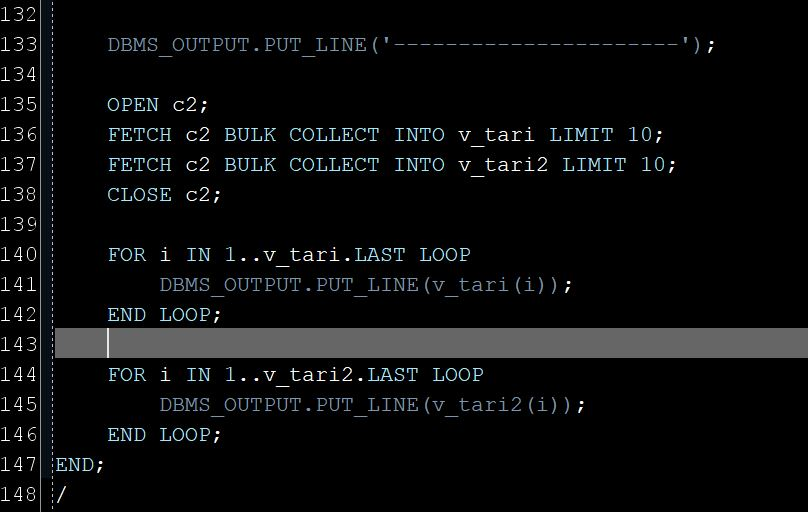 132
133     DBMS_OUTPUT.PUT_LINE('----------------------');
134
135     OPEN c2;
136     FETCH c2 BULK COLLECT INTO v_tari LIMIT 10;
137     FETCH c2 BULK COLLECT INTO v_tari2 LIMIT 10;
138     CLOSE c2;
139
140     FOR i IN 1..v_tari.LAST LOOP
141         DBMS_OUTPUT.PUT_LINE(v_tari(i));
142     END LOOP;
143
144     FOR i IN 1..v_tari2.LAST LOOP
145         DBMS_OUTPUT.PUT_LINE(v_tari2(i));
146     END LOOP;
147 END;
148 /